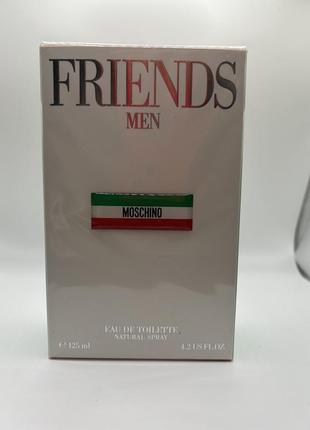 FRIENDS
MEN
MOSCHINO
EAU DE TOILETTE
NATURAL SPRAY
℮ 125 ml 4.2 US FL.OZ